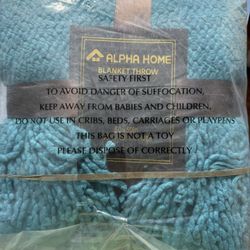 ALPHA HOME
BLANKET THROW
SAFETY FIRST
TO AVOID DANGER OF SUFFOCATION,
KEEP AWAY FROM BABIES AND CHILDREN,
DO NOT USE IN CRIBS, BEDS, CARRIAGES OR PLAYPENS
THIS BAG IS NOT A TOY
PLEASE DISPOSE OF CORRECTLY